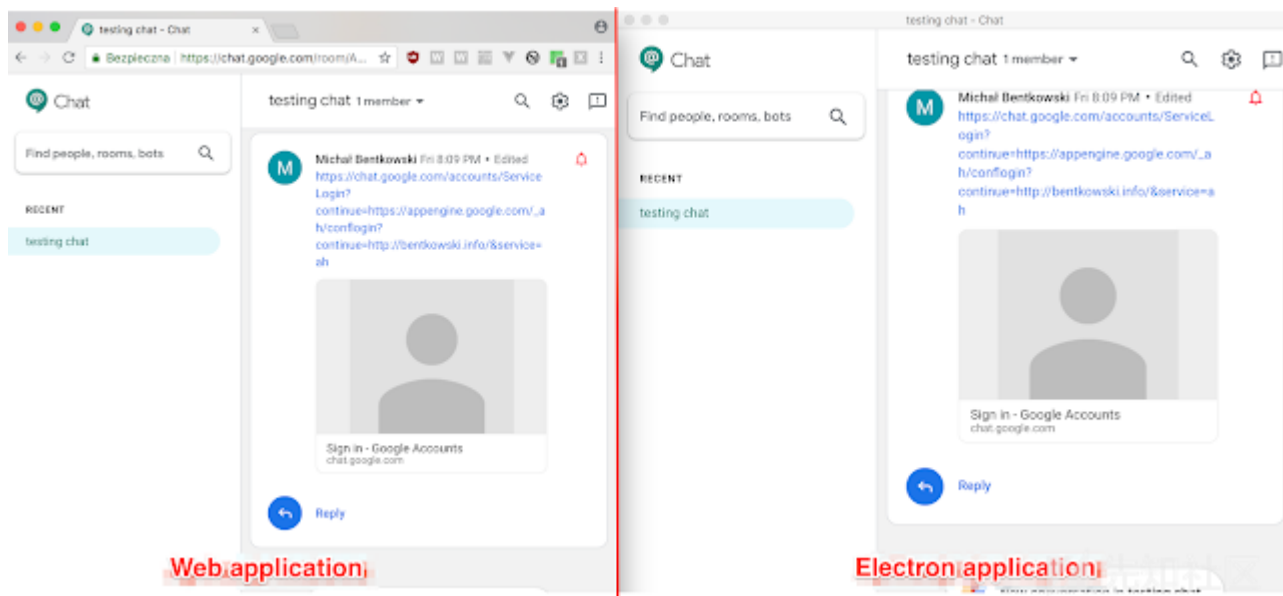 testing chat - Chat
Bezpieczna https://chat.google.com/room/A...
Chat
Find people, rooms, bots
RECENT
testing chat
testing chat 1 member
M
Michał Bentkowski Fri 8:09 PM • Edited
https://chat.google.com/accounts/Service
Login?
continue=https://appengine.google.com/_a
h/conflogin?
continue=http://bentkowski.info/&service=
ah
Sign in - Google Accounts
chat.google.com
Reply
Web application
testing chat - Chat
Chat
Find people, rooms, bots
RECENT
testing chat
testing chat 1 member
M
Michał Bentkowski Fri 8:09 PM • Edited
https://chat.google.com/accounts/ServiceL
ogin?
continue=https://appengine.google.com/_a
h/conflogin?
continue=http://bentkowski.info/&service=a
h
Sign in - Google Accounts
chat.google.com
Reply
Electron application